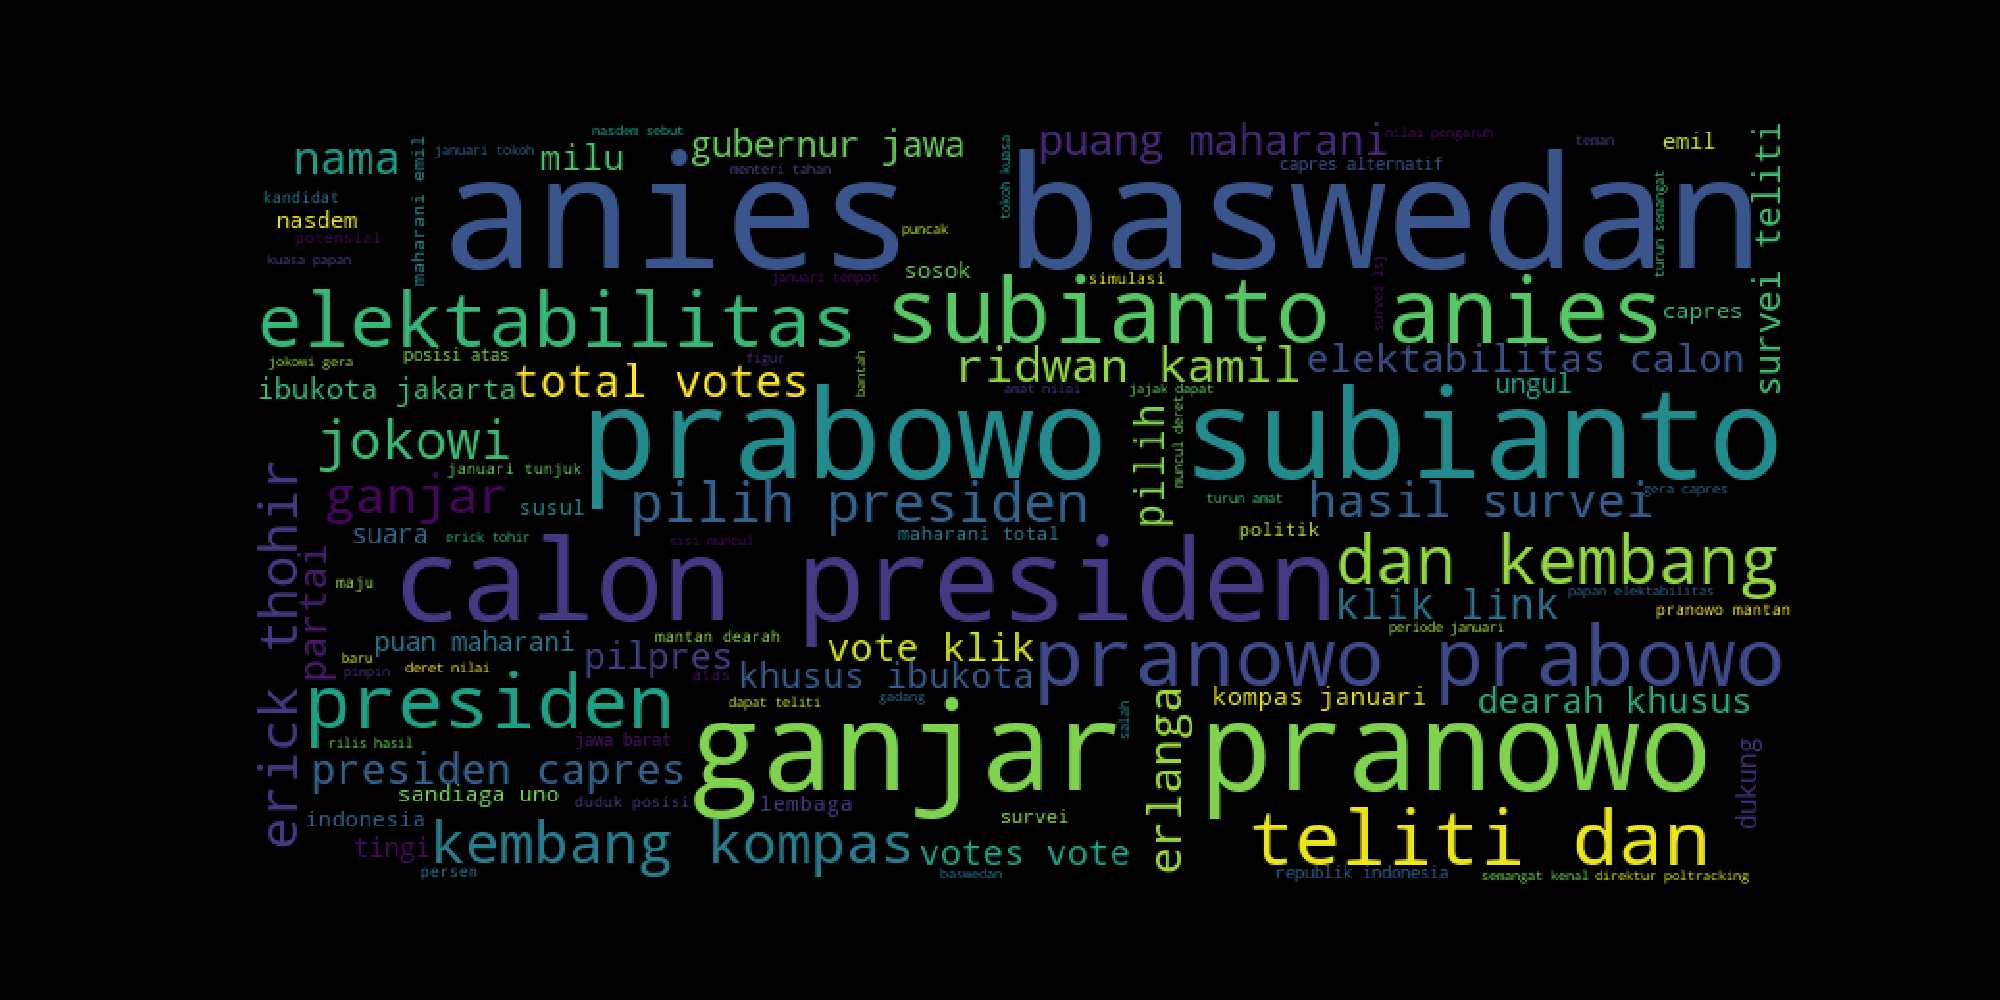 nasdem sebut
nama
maharani emil
januari tokoh
milu
gubernur jawa
menteri tahan
tokoh kuasa
puang maharani
nilai pengaruh
capres alternatif
teman
emil
survei teliti
kandidat
nasdem
potensial
kuasa papan
anies baswedan
puncak
turun semangat
januari tempat
sosok
simulasi
survei lsj
elektabilitas
subianto anies
capres
jokowi gera
posisi atas
figur
bantah
ridwan kamil
elektabilitas calon
ibukota jakarta
total votes
amat nilai
jajak dapat
ungul
jokowi
prabowo subianto
pilih
muncul deret
januari tunjuk
ganjar
susul
pilih presiden
turun amat
hasil survei
gera capres
erick thohir
suara
erick tohir
sisi muncul
maharani total
politik
partai
maju
calon presiden
dan kembang
klik link
papan elektabilitas
pranowo mantan
puan maharani
mantan dearah
periode januari
baru
pimpin
deret nilai
pilpres
vote klik
pranowo prabowo
atas
khusus ibukota
presiden
dapat teliti
gadang
salah
erlanga
kompas januari
dearah khusus
rilis hasil
jawa barat
ganjar pranowo
dukung
presiden capres
sandiaga uno
duduk posisi
lembaga
indonesia
survei
tingi
kembang kompas
votes vote
teliti dan
persen
baswedan
republik indonesia
semangat kenal
direktur poltracking